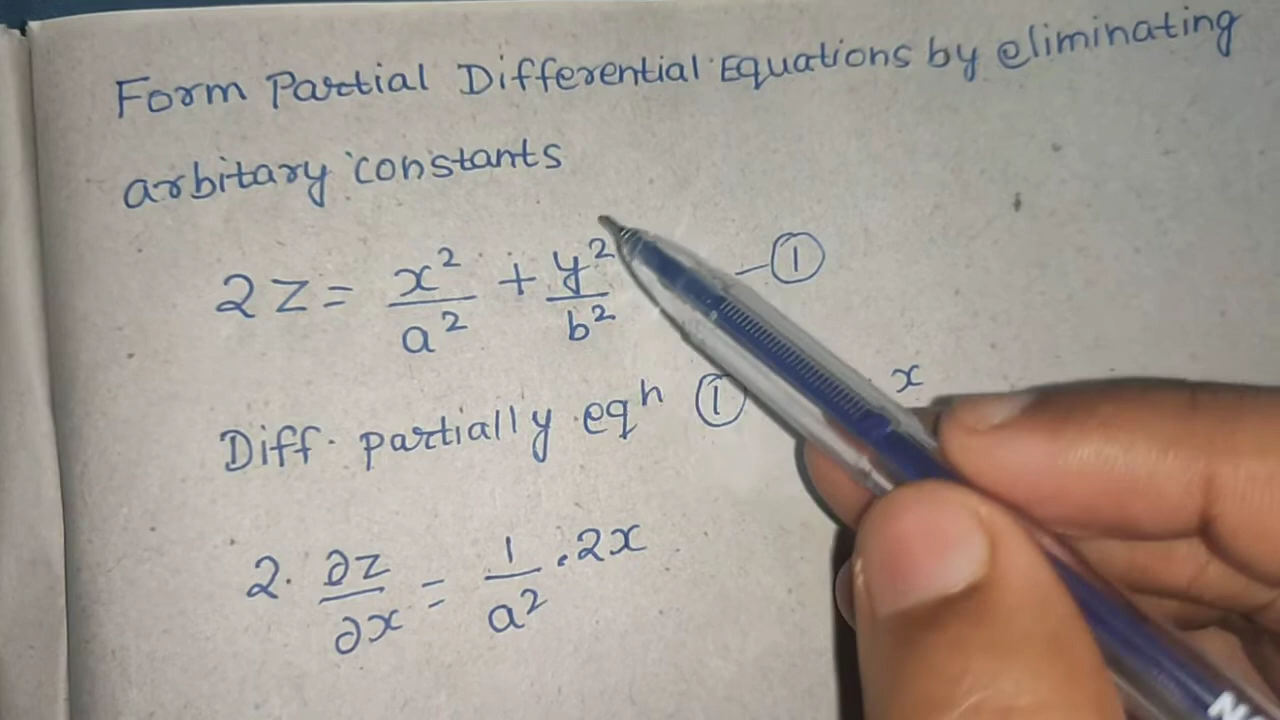 Form Partial Differential Equations by eliminating
arbitary constants
2z = x²/a² + y²/b² - ①
Diff. partially eqⁿ ① x
2. ∂z/∂x = 1/a² . 2x